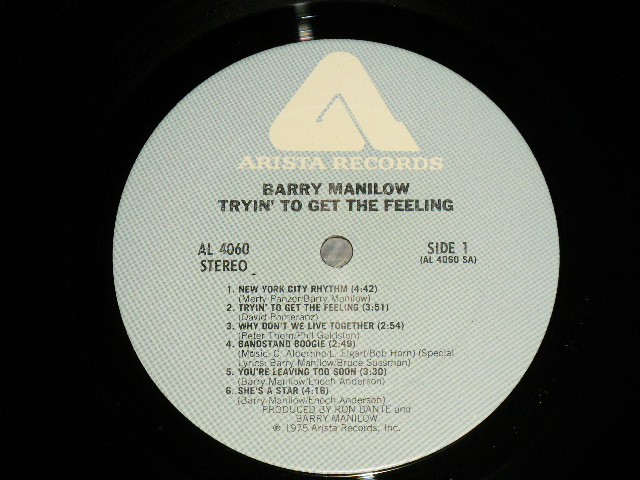 ARISTA RECORDS
BARRY MANILOW
TRYIN' TO GET THE FEELING
AL 4060
STEREO
SIDE 1
(AL 4060 SA)
1. NEW YORK CITY RHYTHM (4:42)
(Marty Panzer/Barry Manilow)
2. TRYIN' TO GET THE FEELING (3:51)
(David Pomeranz)
3. WHY DON'T WE LIVE TOGETHER (2:54)
(Peter Thom/Phil Galdston)
4. BANDSTAND BOOGIE (2:49)
(Music: C. Albertine/L. Elgart/Bob Horn) (Special
Lyrics: Barry Manilow/Bruce Sussman)
5. YOU'RE LEAVING TOO SOON (3:30)
(Barry Manilow/Enoch Anderson)
6. SHE'S A STAR (4:16)
(Barry Manilow/Enoch Anderson)
PRODUCED BY RON DANTE and
BARRY MANILOW
℗ 1975 Arista Records, Inc.